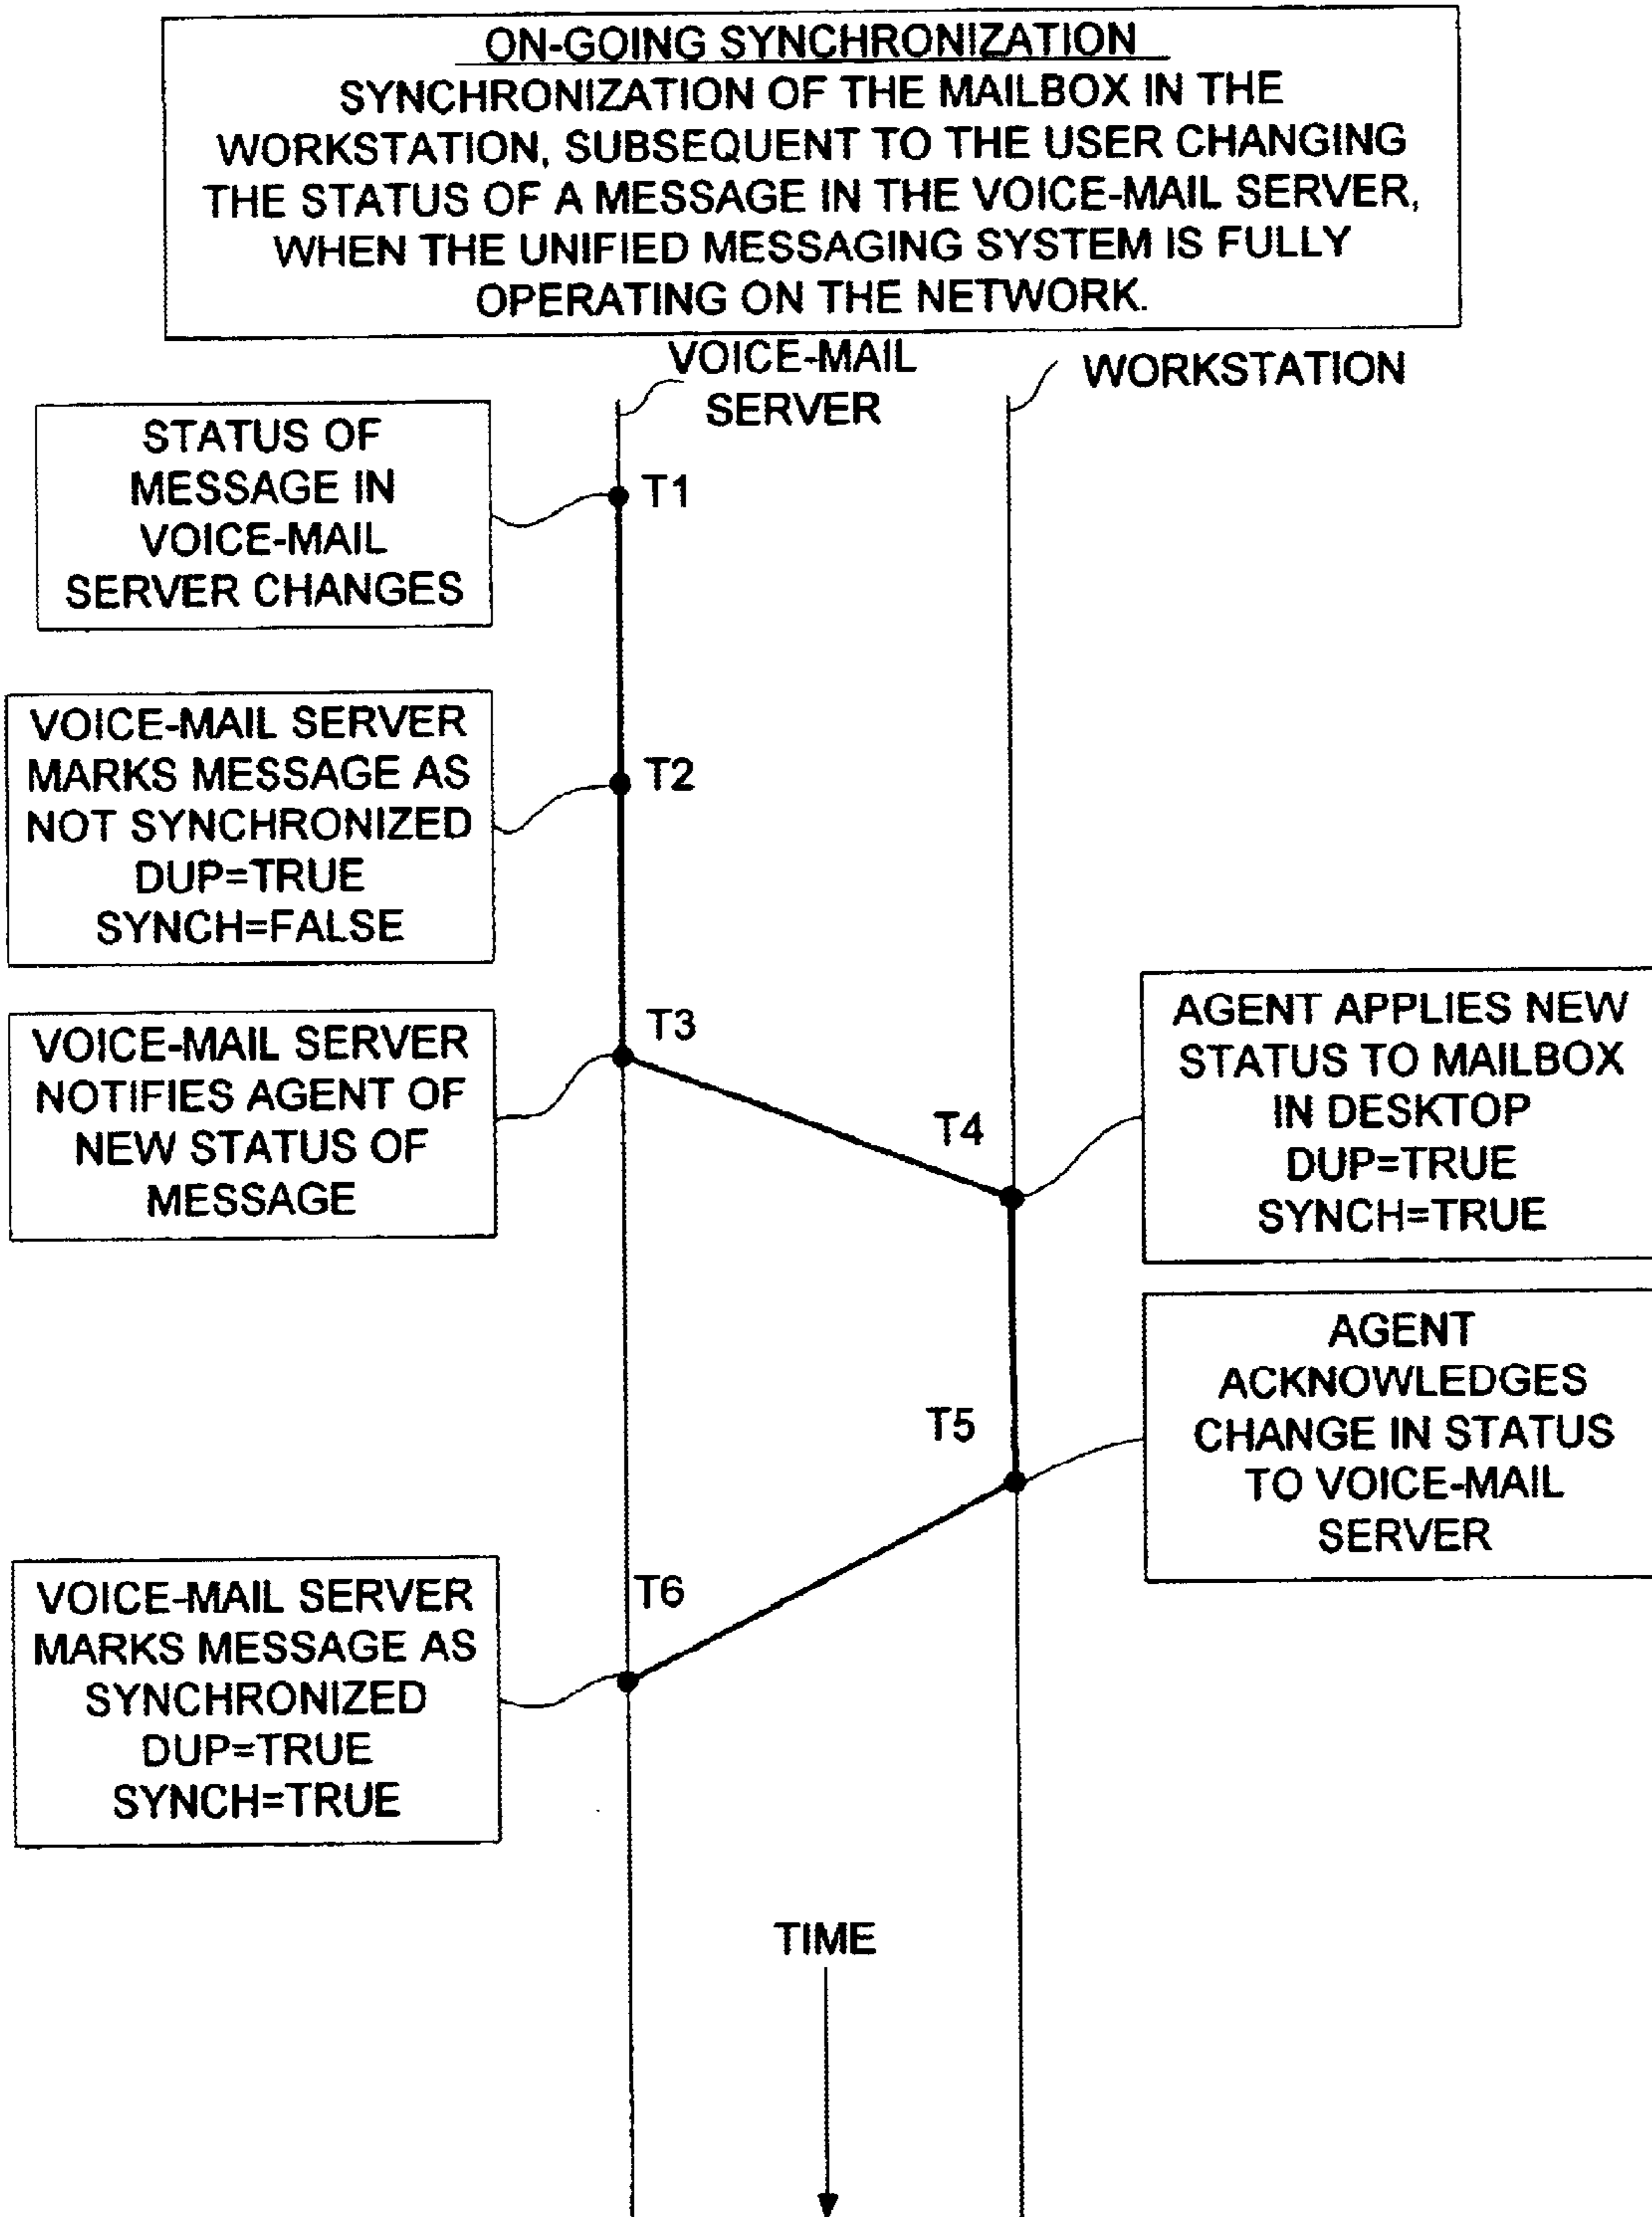 ON-GOING SYNCHRONIZATION
SYNCHRONIZATION OF THE MAILBOX IN THE
WORKSTATION, SUBSEQUENT TO THE USER CHANGING
THE STATUS OF A MESSAGE IN THE VOICE-MAIL SERVER,
WHEN THE UNIFIED MESSAGING SYSTEM IS FULLY
OPERATING ON THE NETWORK.
VOICE-MAIL
SERVER
WORKSTATION
STATUS OF
MESSAGE IN
VOICE-MAIL
SERVER CHANGES
T1
VOICE-MAIL SERVER
MARKS MESSAGE AS
NOT SYNCHRONIZED
DUP=TRUE
SYNCH=FALSE
T2
VOICE-MAIL SERVER
NOTIFIES AGENT OF
NEW STATUS OF
MESSAGE
T3
T4
AGENT APPLIES NEW
STATUS TO MAILBOX
IN DESKTOP
DUP=TRUE
SYNCH=TRUE
T5
AGENT
ACKNOWLEDGES
CHANGE IN STATUS
TO VOICE-MAIL
SERVER
VOICE-MAIL SERVER
MARKS MESSAGE AS
SYNCHRONIZED
DUP=TRUE
SYNCH=TRUE
T6
TIME